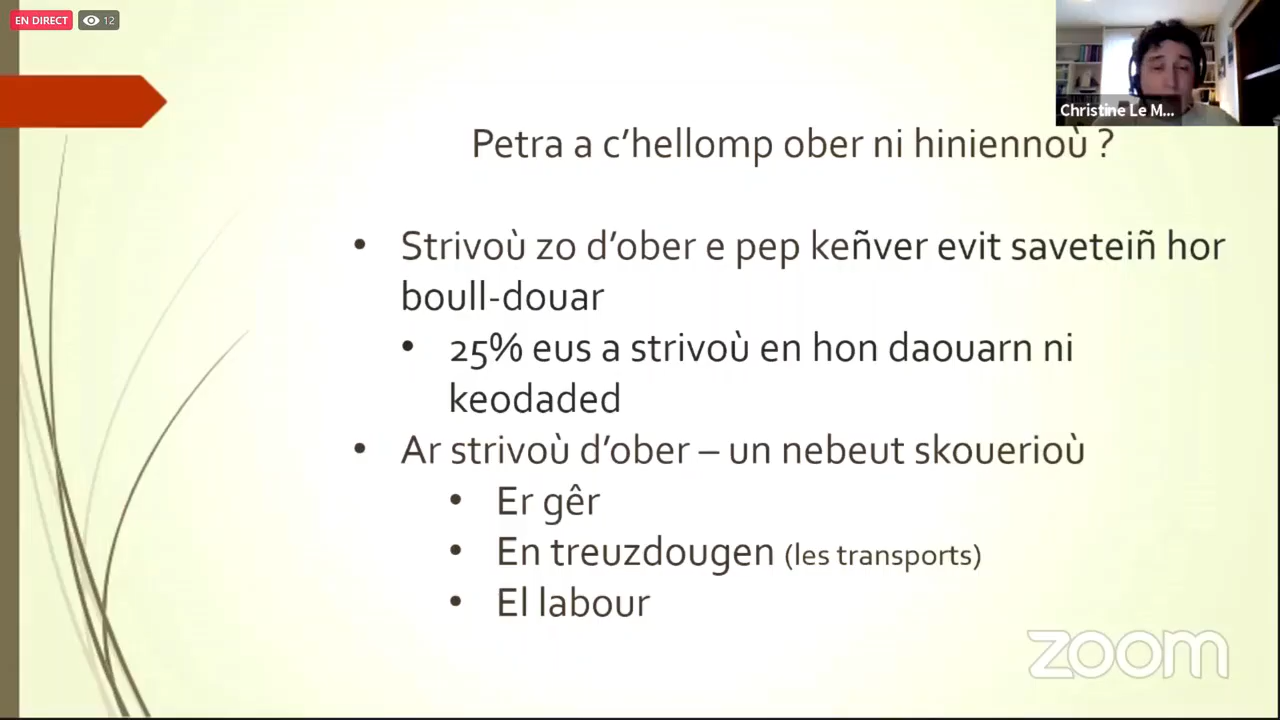 EN DIRECT 12
Christine Le M...
Petra a c’hellomp ober ni hiniennoù ?
• Strivoù zo d’ober e pep keñver evit saveteiñ hor
boull-douar
• 25% eus a strivoù en hon daouarn ni
keodaded
• Ar strivoù d’ober – un nebeut skouerioù
• Er gêr
• En treuzdougen (les transports)
• El labour
zoom